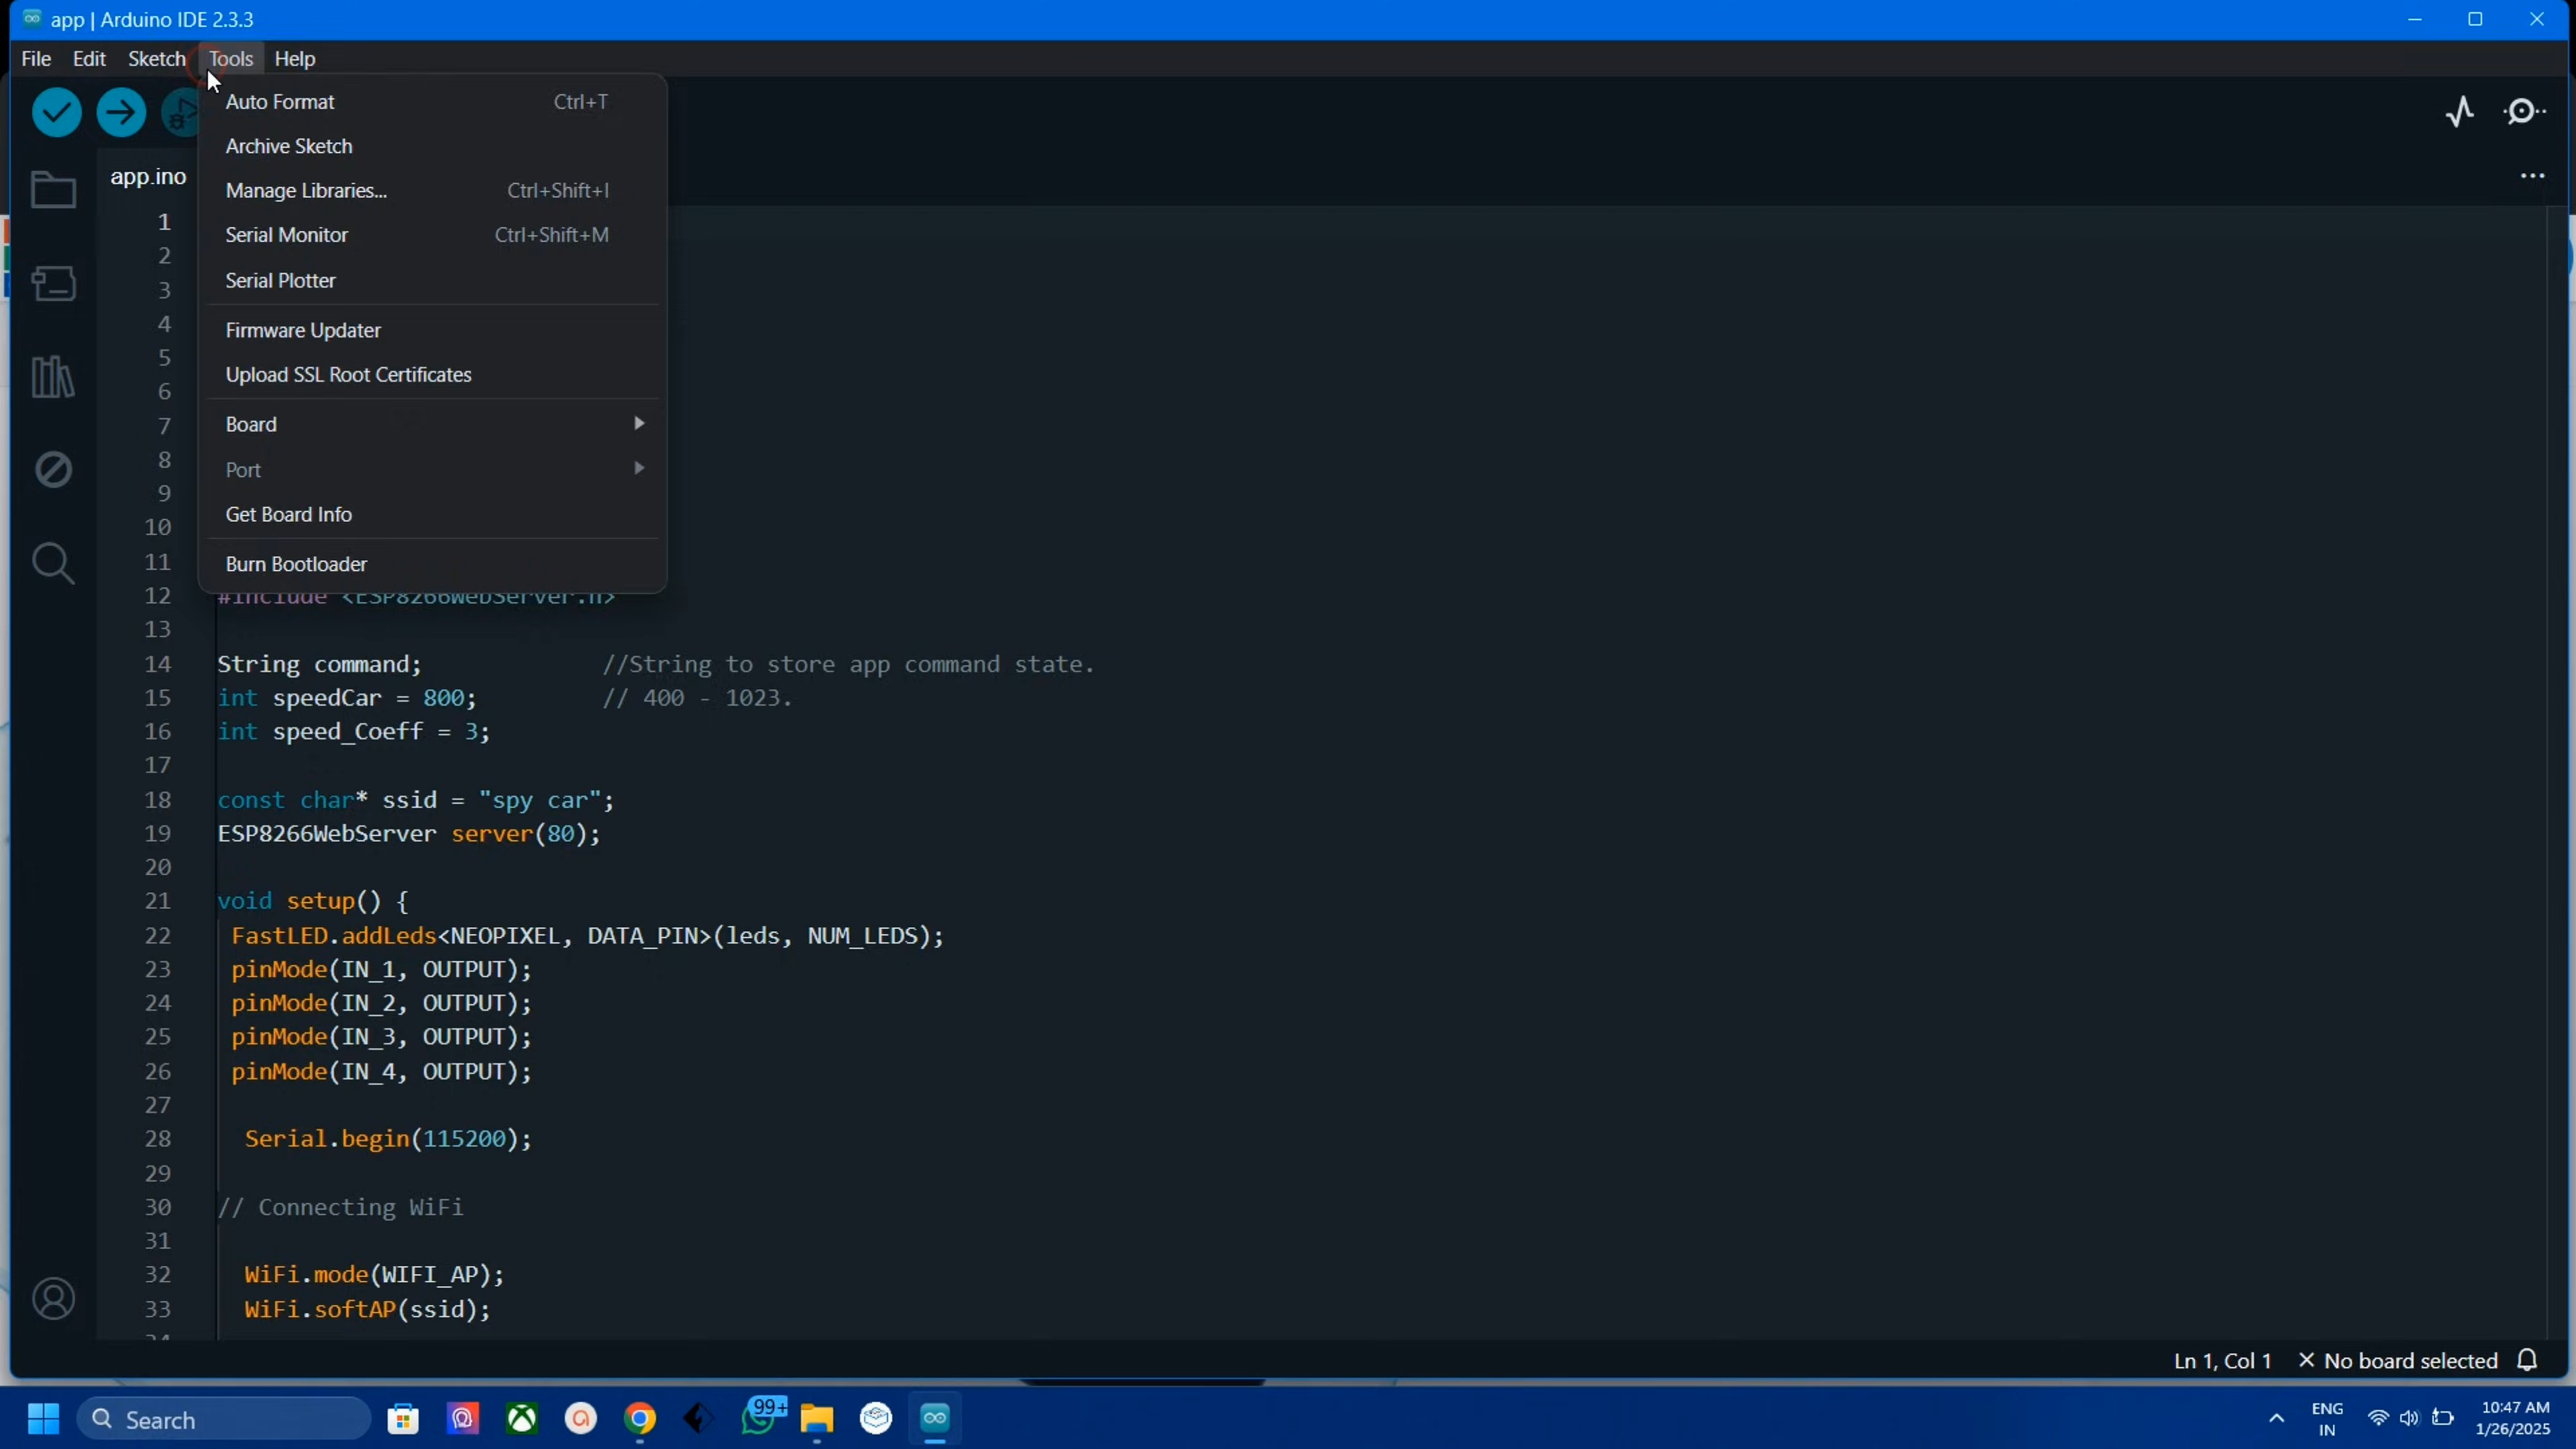 app | Arduino IDE 2.3.3
File Edit Sketch Tools Help
Auto Format Ctrl+T
Archive Sketch
Manage Libraries... Ctrl+Shift+I
Serial Monitor Ctrl+Shift+M
Serial Plotter
Firmware Updater
Upload SSL Root Certificates
Board
Port
Get Board Info
Burn Bootloader
app.ino
1
2
3
4
5
6
7
8
9
10
11
12 #include <ESP8266WebServer.h>
13
14 String command; //String to store app command state.
15 int speedCar = 800; // 400 - 1023.
16 int speed_Coeff = 3;
17
18 const char* ssid = "spy car";
19 ESP8266WebServer server(80);
20
21 void setup() {
22 FastLED.addLeds<NEOPIXEL, DATA_PIN>(leds, NUM_LEDS);
23 pinMode(IN_1, OUTPUT);
24 pinMode(IN_2, OUTPUT);
25 pinMode(IN_3, OUTPUT);
26 pinMode(IN_4, OUTPUT);
27
28 Serial.begin(115200);
29
30 // Connecting WiFi
31
32 WiFi.mode(WIFI_AP);
33 WiFi.softAP(ssid);
34
Ln 1, Col 1 No board selected
Search
99+
ENG
IN
10:47 AM
1/26/2025